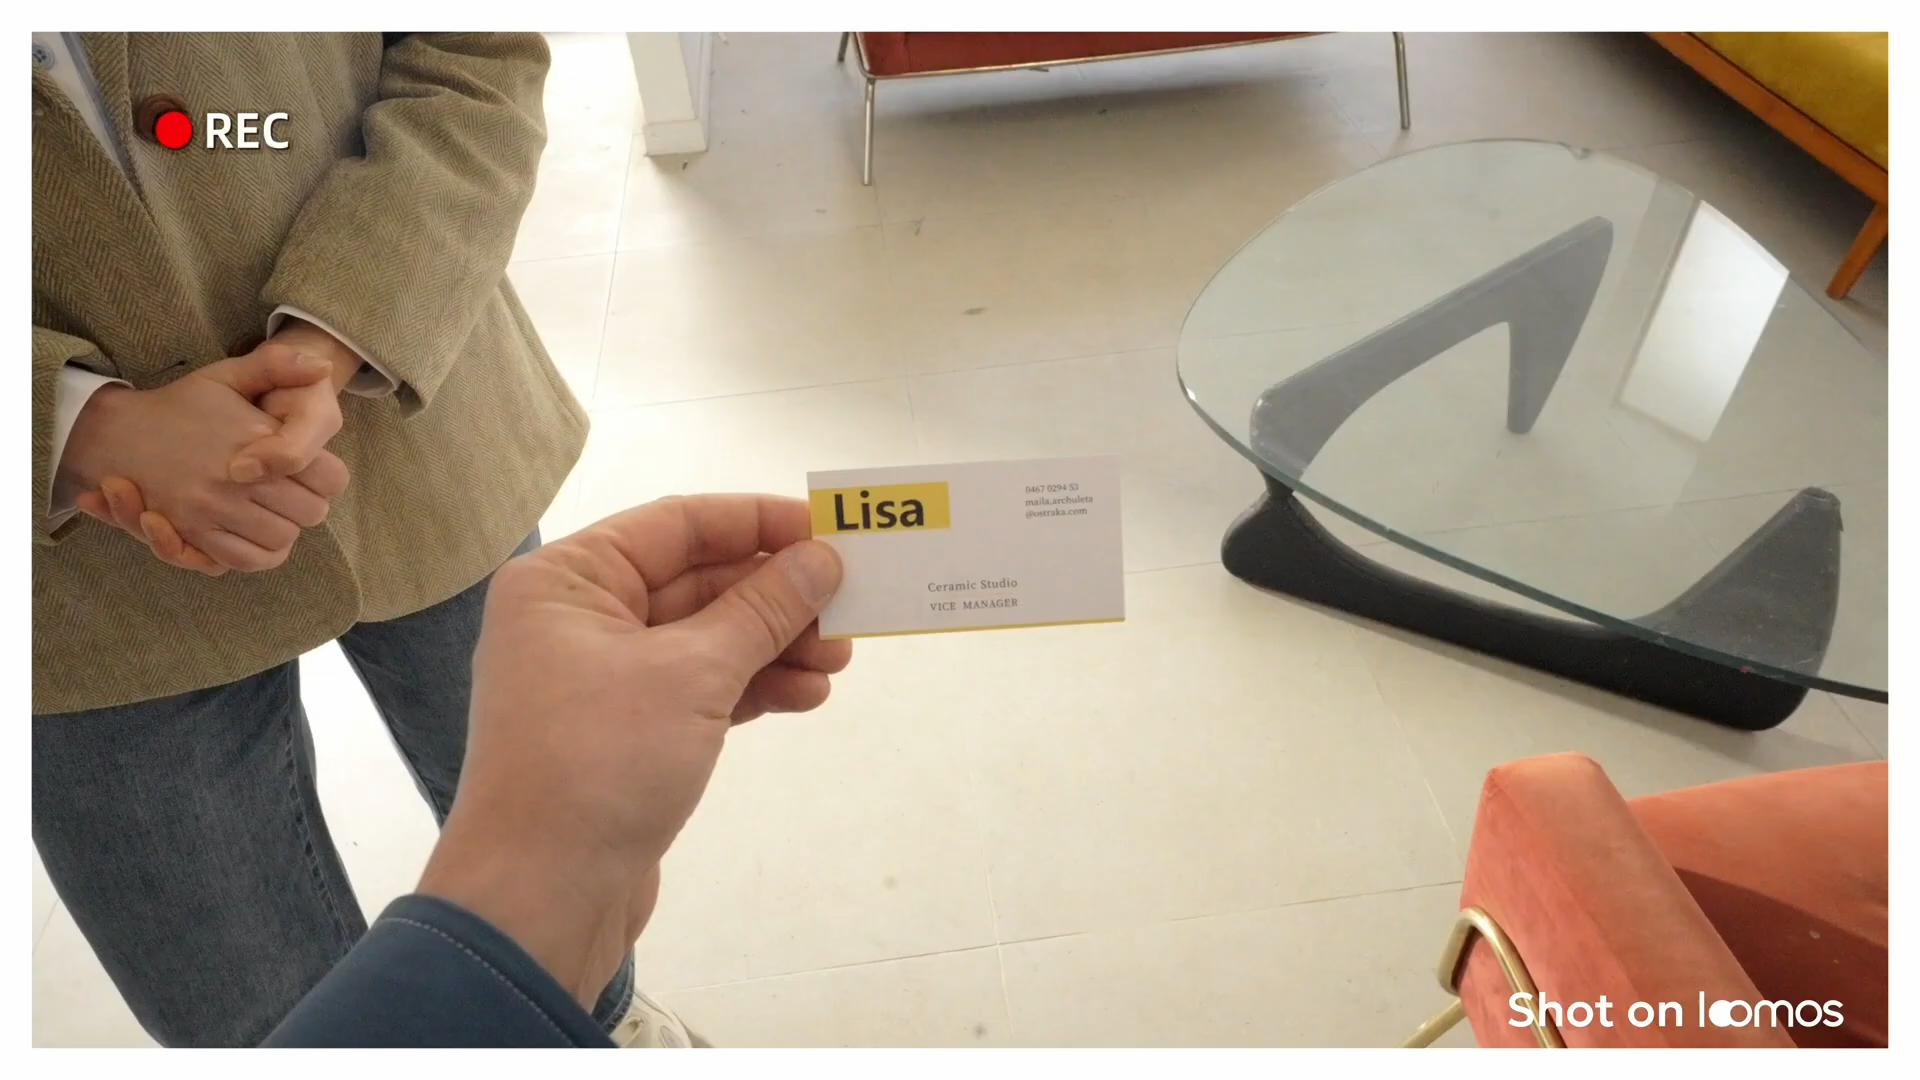 REC
Lisa
0467 0294 53
maila.archuleta
@ostraka.com
Ceramic Studio
VICE MANAGER
Shot on loomos